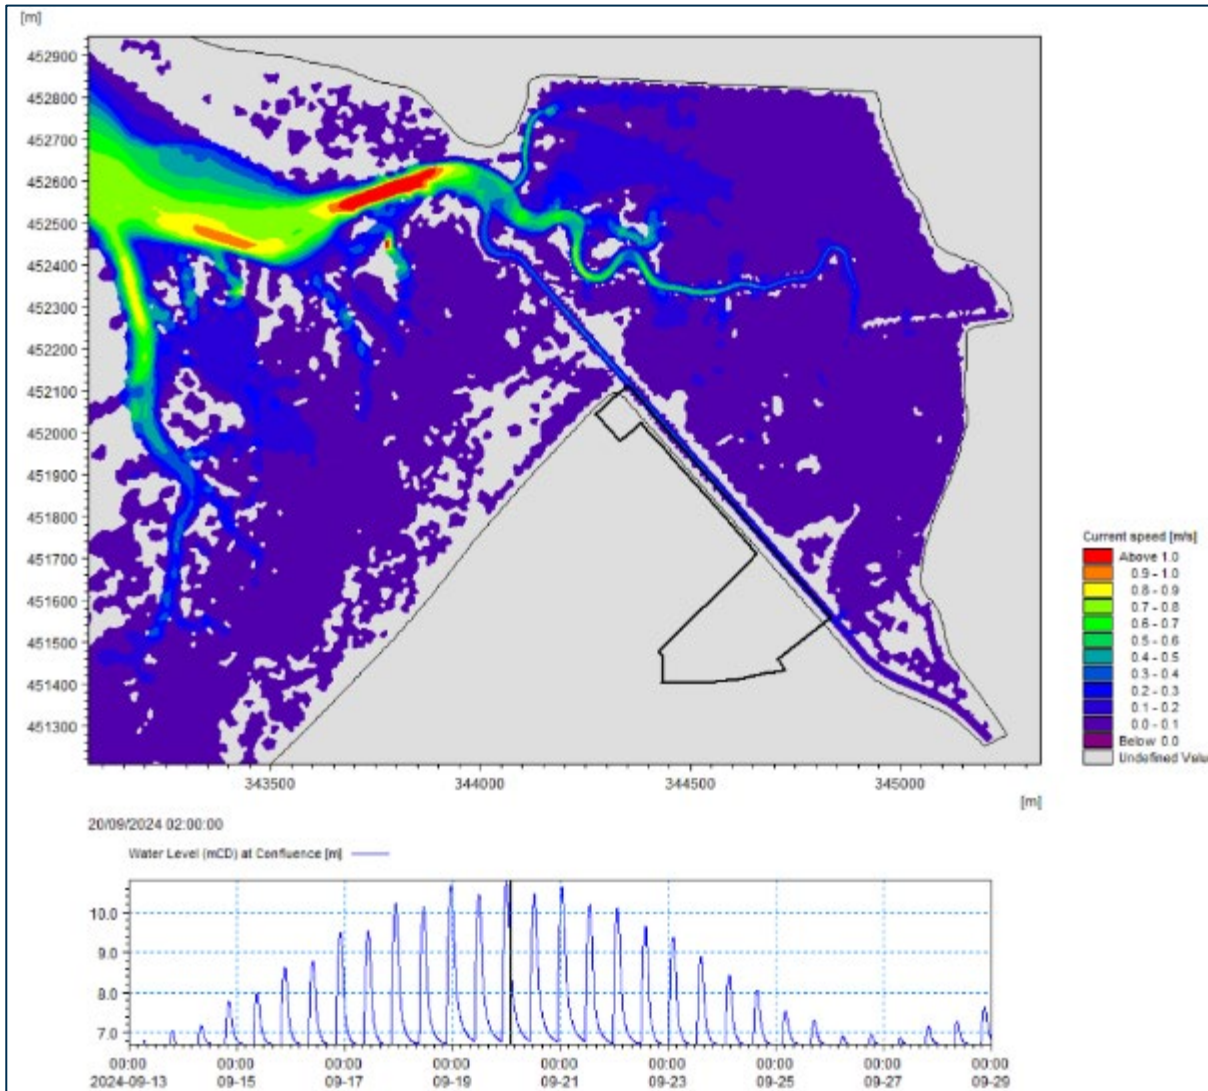 [m]
452900
452800
452700
452600
452500
452400
452300
452200
452100
452000
451900
451800
451700
451600
451500
451400
451300
343500 344000 344500 345000
[m]
Current speed [m/s]
Above 1.0
0.9 - 1.0
0.8 - 0.9
0.7 - 0.8
0.6 - 0.7
0.5 - 0.6
0.4 - 0.5
0.3 - 0.4
0.2 - 0.3
0.1 - 0.2
0.0 - 0.1
Below 0.0
Undefined Valu
20/09/2024 02:00:00
Water Level (mCD) at Confluence [m]
10.0
9.0
8.0
7.0
00:00 00:00 00:00 00:00 00:00 00:00 00:00 00:00 00:00
2024-09-13 09-15 09-17 09-19 09-21 09-23 09-25 09-27 09-29